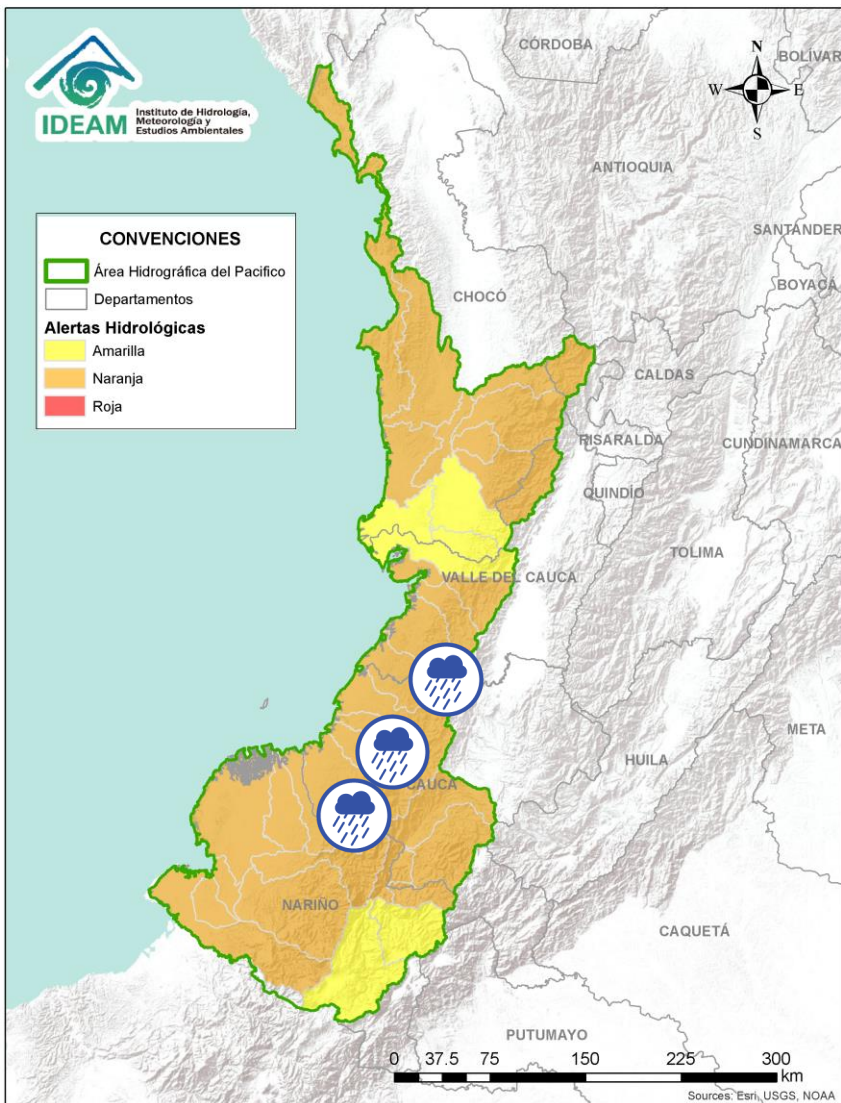 IDEAM
Instituto de Hidrología,
Meteorología y
Estudios Ambientales
CÓRDOBA
BOLÍVAR
N
W
E
S
ANTIOQUIA
SANTANDER
BOYACÁ
CONVENCIONES
Área Hidrográfica del Pacifico
Departamentos
Alertas Hidrológicas
Amarilla
Naranja
Roja
CHOCÓ
CALDAS
RISARALDA
CUNDINAMARCA
QUINDÍO
TOLIMA
VALLE DEL CAUCA
META
HUILA
CAUCA
NARIÑO
CAQUETÁ
PUTUMAYO
0 37.5 75 150 225 300
km
Sources: Esri, USGS, NOAA